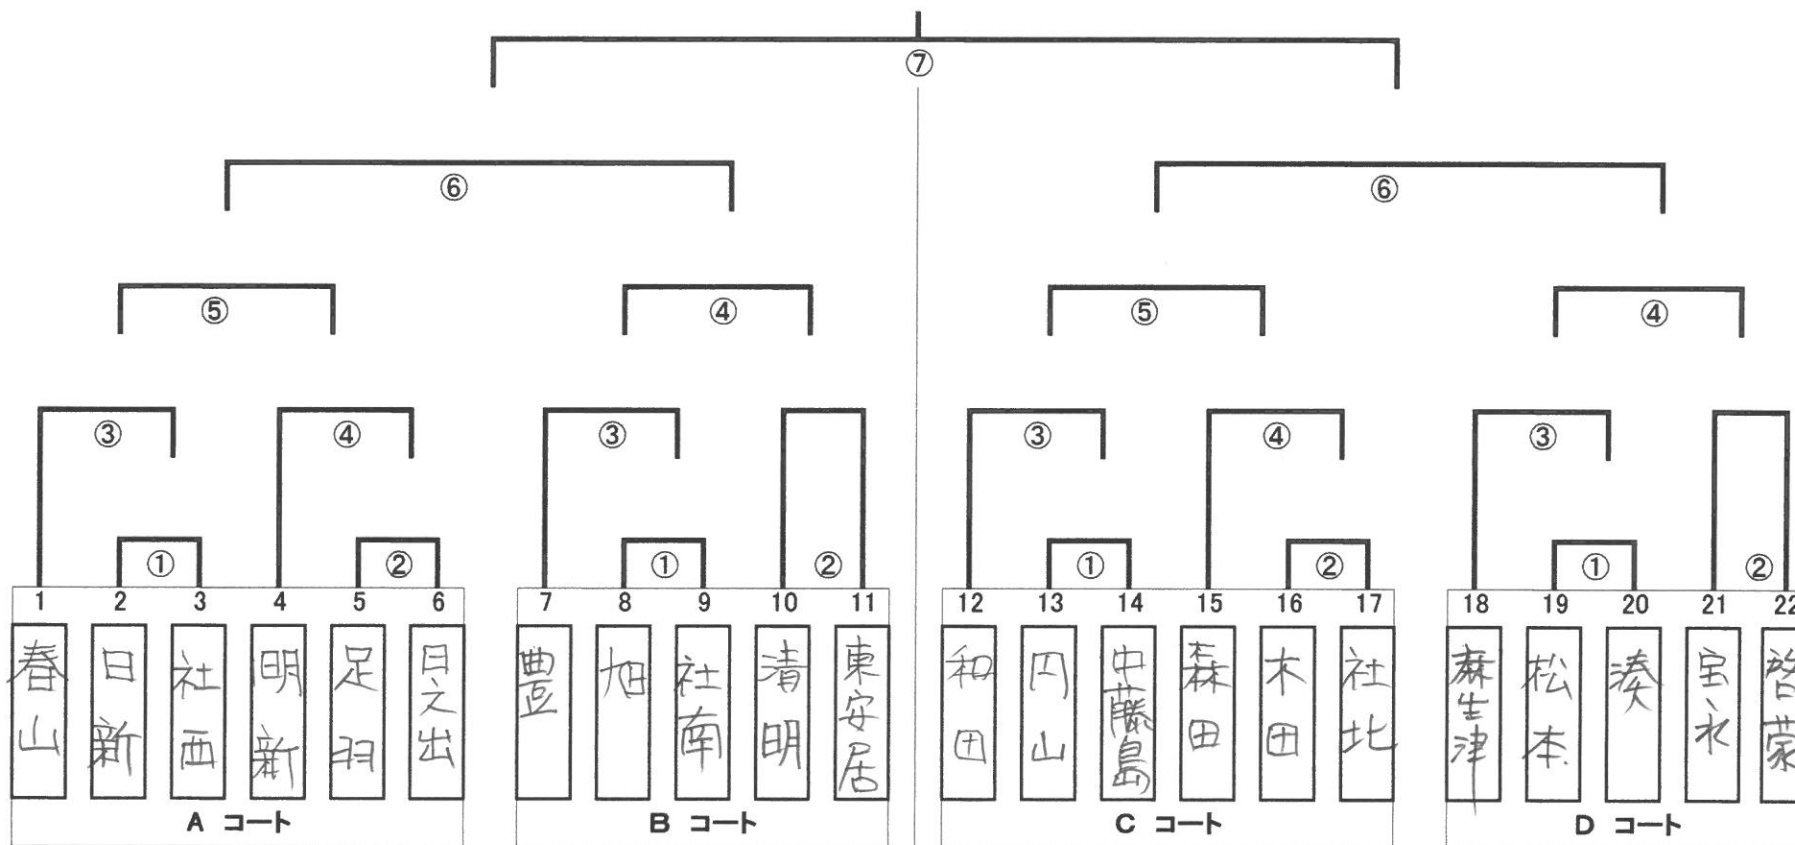 ⑦
⑥ ⑥
⑤ ④ ⑤ ④
③ ④ ③ ③ ④ ③
① ② ① ② ① ② ① ②
1 2 3 4 5 6 7 8 9 10 11 12 13 14 15 16 17 18 19 20 21 22
春山
日新
社西
明新
足羽
日之出
豊
旭
社南
清明
東安居
和田
円山
中藤島
森田
木田
社北
麻生津
松本
湊
宝永
啓蒙
A コート
B コート
C コート
D コート